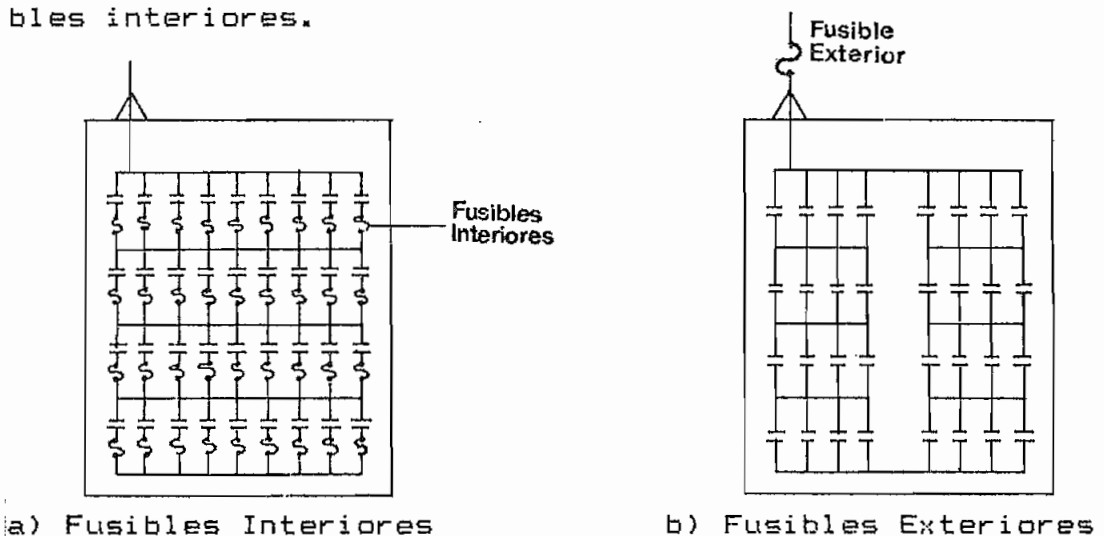 bles interiores.
Fusible
Exterior
Fusibles
Interiores
a) Fusibles Interiores
b) Fusibles Exteriores